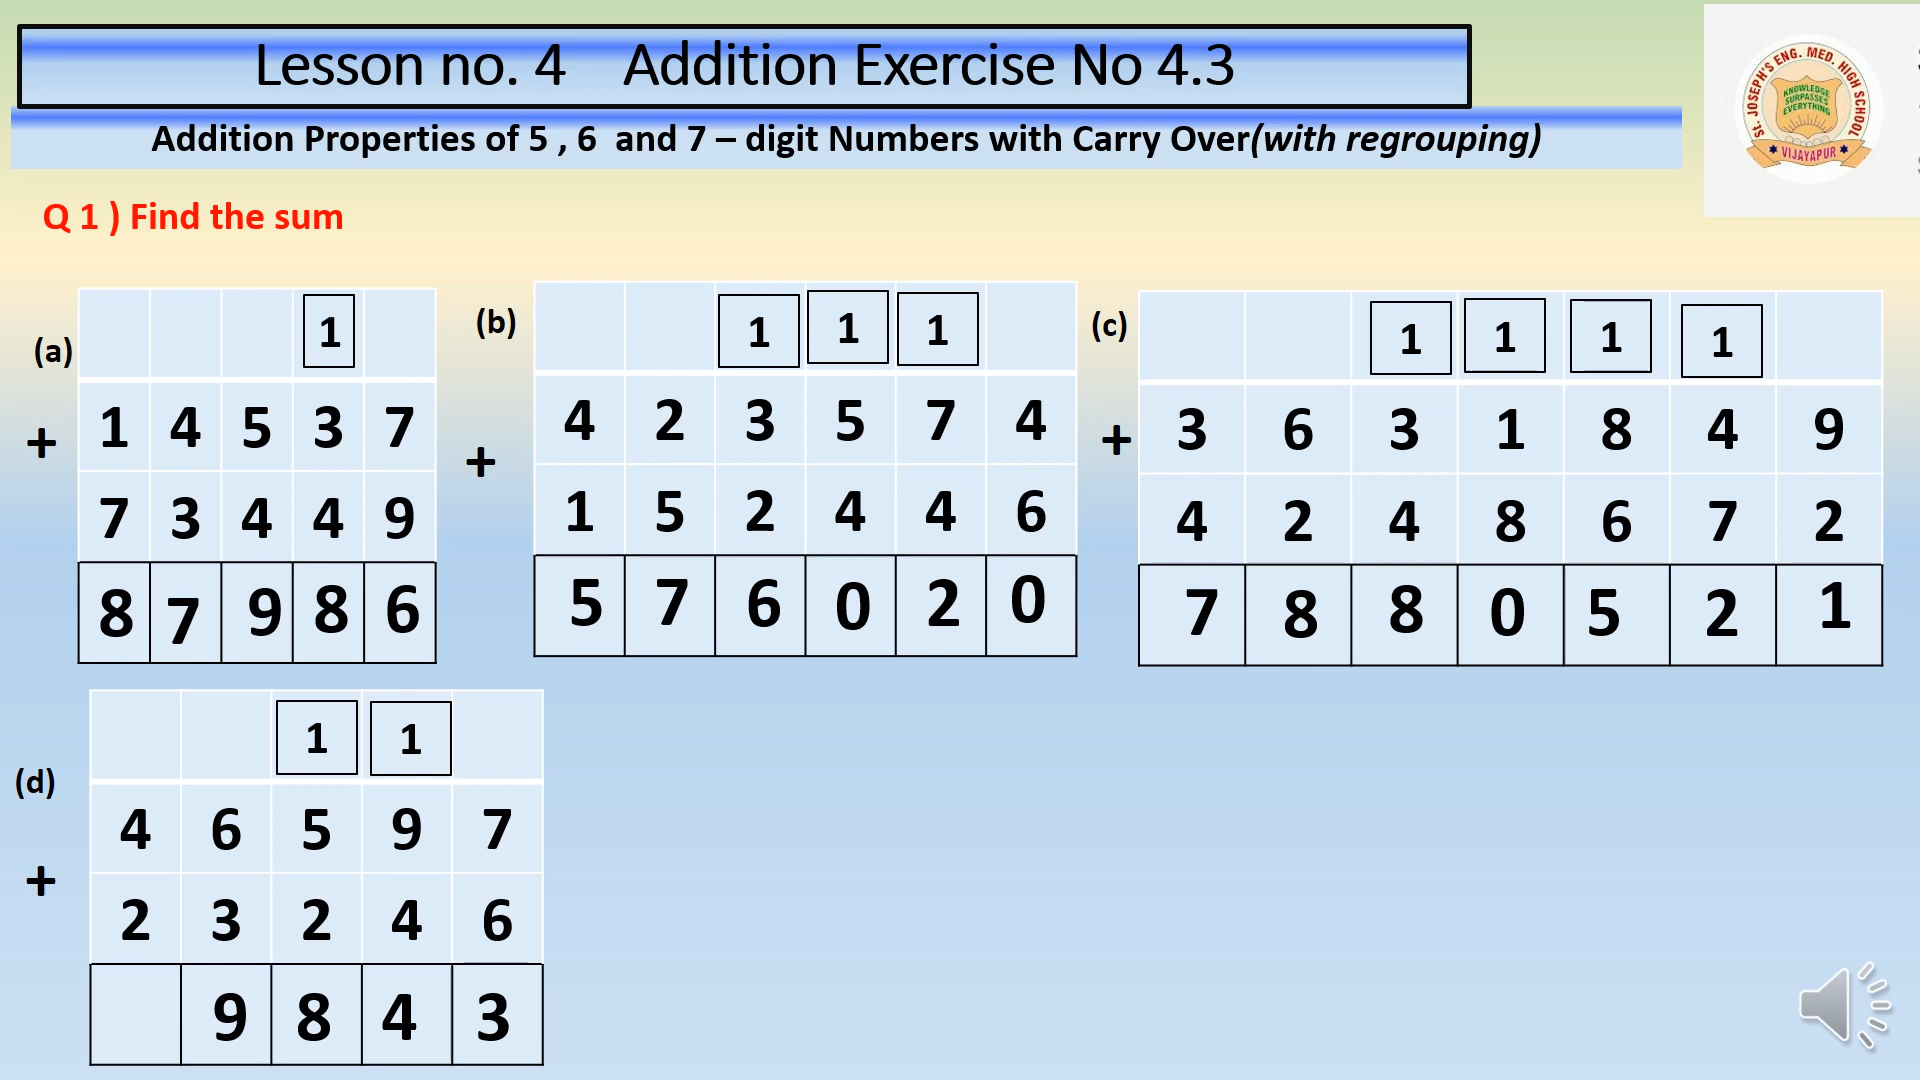 Lesson no. 4 Addition Exercise No 4.3
Addition Properties of 5 , 6 and 7 – digit Numbers with Carry Over(with regrouping)
St. JOSEPH'S ENG. MED. HIGH SCHOOL
KNOWLEDGE
SURPASSES
EVERYTHING
VIJAYAPUR
Q 1 ) Find the sum
(a)
1
+
1 4 5 3 7
7 3 4 4 9
8 7 9 8 6
(b)
1 1 1
+
4 2 3 5 7 4
1 5 2 4 4 6
5 7 6 0 2 0
(c)
1 1 1 1
+
3 6 3 1 8 4 9
4 2 4 8 6 7 2
7 8 8 0 5 2 1
(d)
1 1
+
4 6 5 9 7
2 3 2 4 6
9 8 4 3